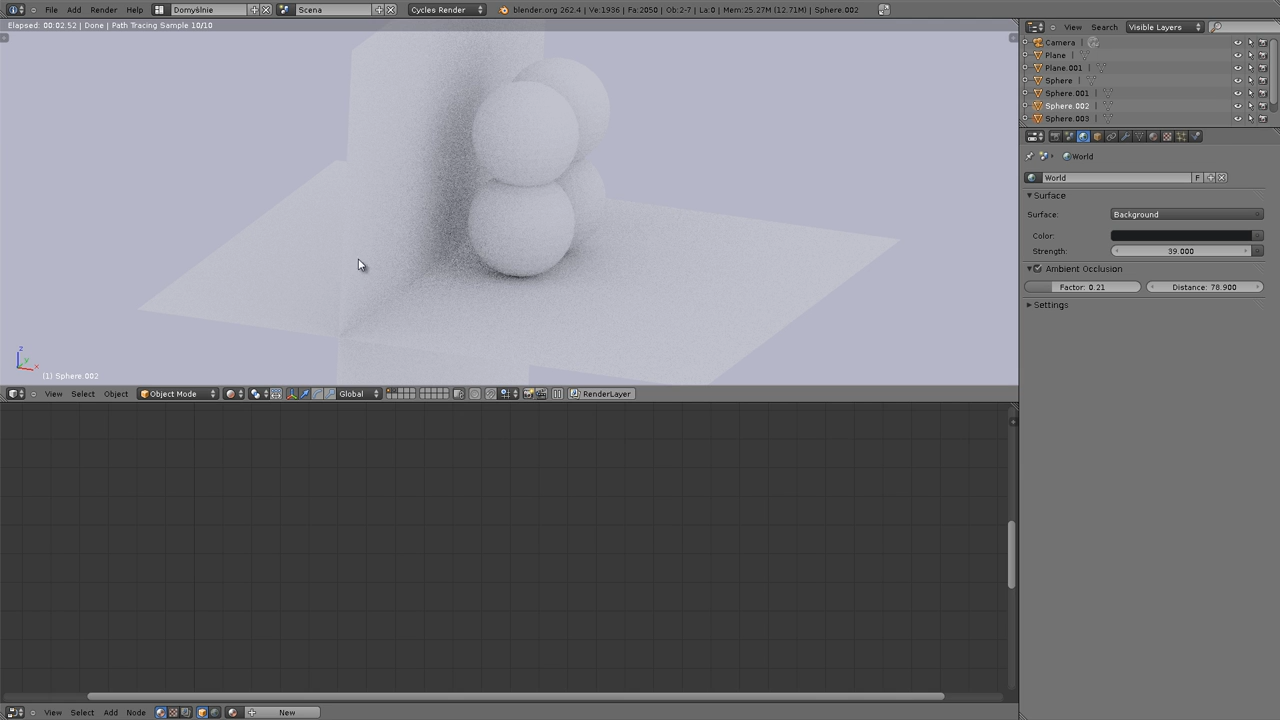 File Add Render Help Domyślnie Scena Cycles Render blender.org 262.4 | Ve:1936 | Fa:2050 | Ob:2-7 | La:0 | Mem:25.27M (12.71M) | Sphere.002
Elapsed: 00:02.52 | Done | Path Tracing Sample 10/10
View Search Visible Layers
Camera
Plane
Plane.001
Sphere
Sphere.001
Sphere.002
Sphere.003
World
World F
Surface
Surface: Background
Color:
Strength: 39.000
Ambient Occlusion
Factor: 0.21 Distance: 78.900
Settings
z
y
x
(1) Sphere.002
View Select Object Object Mode Global RenderLayer
View Select Add Node New